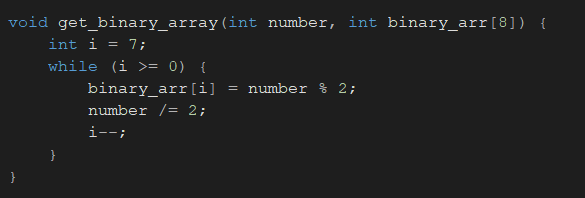 void get_binary_array(int number, int binary_arr[8]) {
    int i = 7;
    while (i >= 0) {
        binary_arr[i] = number % 2;
        number /= 2;
        i--;
    }
}